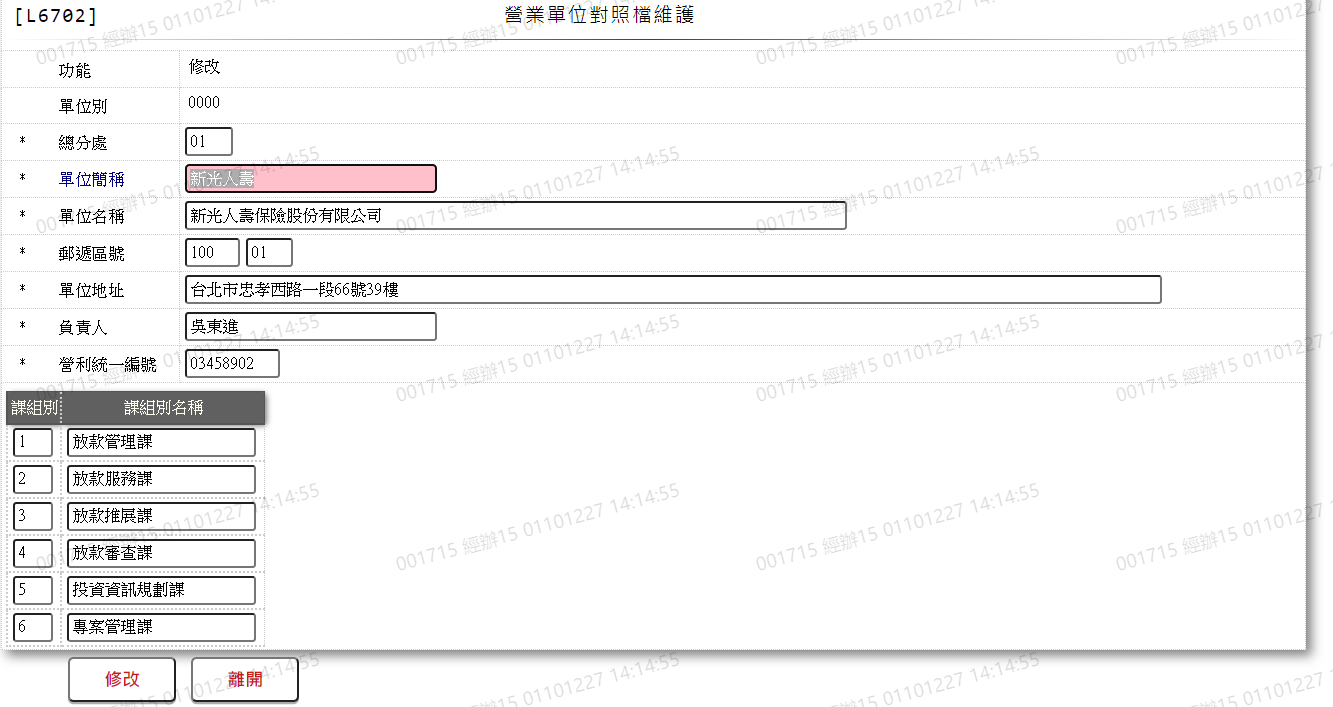 [L6702] 營業單位對照檔維護
功能 修改
單位別 0000
* 總分處 01
* 單位簡稱 新光人壽
* 單位名稱 新光人壽保險股份有限公司
* 郵遞區號 100 01
* 單位地址 台北市忠孝西路一段66號39樓
* 負責人 吳東進
* 營利統一編號 03458902
課組別 課組別名稱
1 放款管理課
2 放款服務課
3 放款推展課
4 放款審查課
5 投資資訊規劃課
6 專案管理課
修改 離開
001715 經辦15 01101227 14:14:55